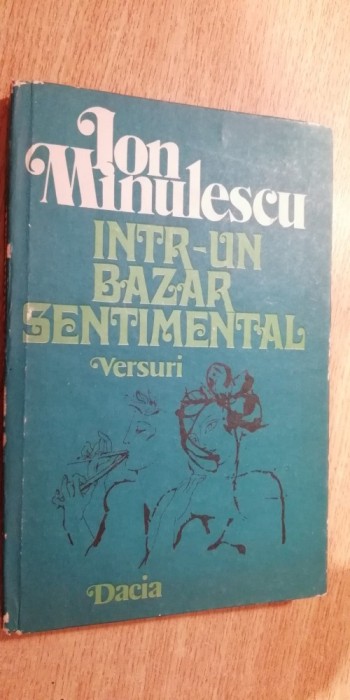 Ion
Minulescu
INTR-UN
BAZAR
SENTIMENTAL
Versuri
Dacia